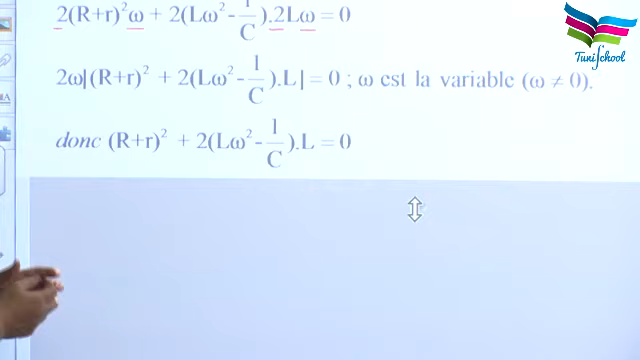 2(R+r)²ω + 2(Lω²-1/C).2Lω = 0
TuniSchool
2ω|(R+r)² + 2(Lω²-1/C).L| = 0 ; ω est la variable (ω ≠ 0).
donc (R+r)² + 2(Lω²-1/C).L = 0